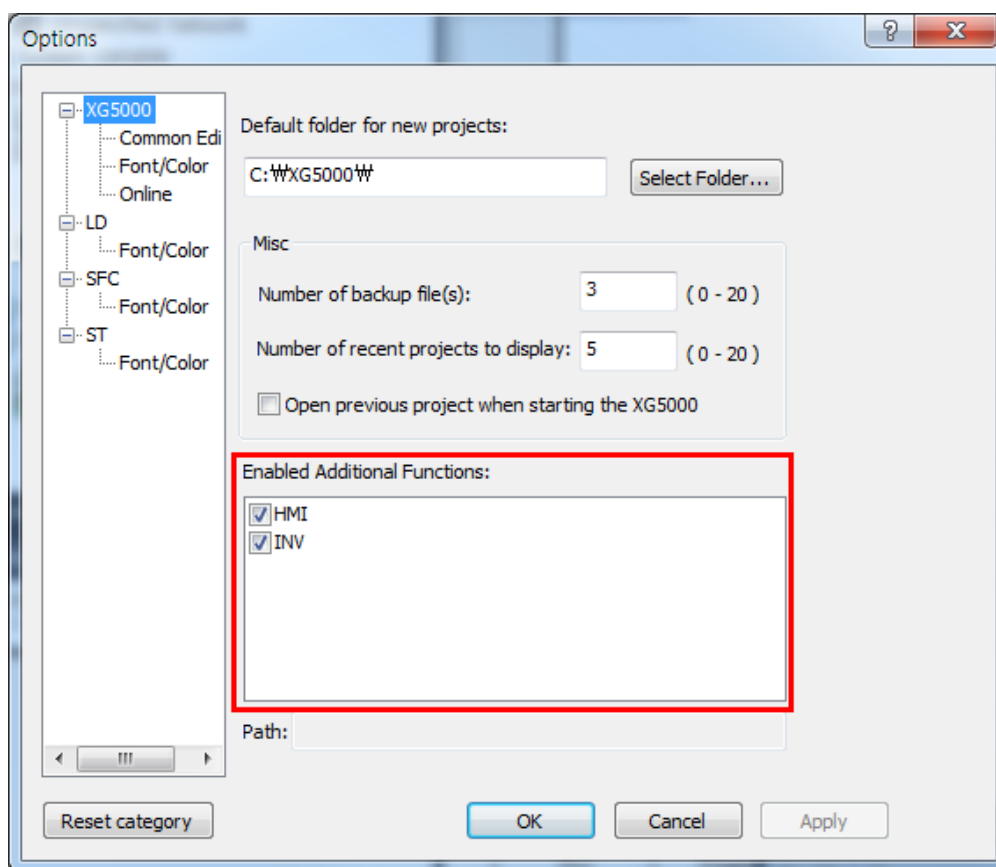 Options
XG5000
Common Edi
Font/Color
Online
LD
Font/Color
SFC
Font/Color
ST
Font/Color
Default folder for new projects:
C:₩XG5000₩
Select Folder...
Misc
Number of backup file(s): 3 ( 0 - 20 )
Number of recent projects to display: 5 ( 0 - 20 )
Open previous project when starting the XG5000
Enabled Additional Functions:
HMI
INV
Path:
Reset category
OK
Cancel
Apply